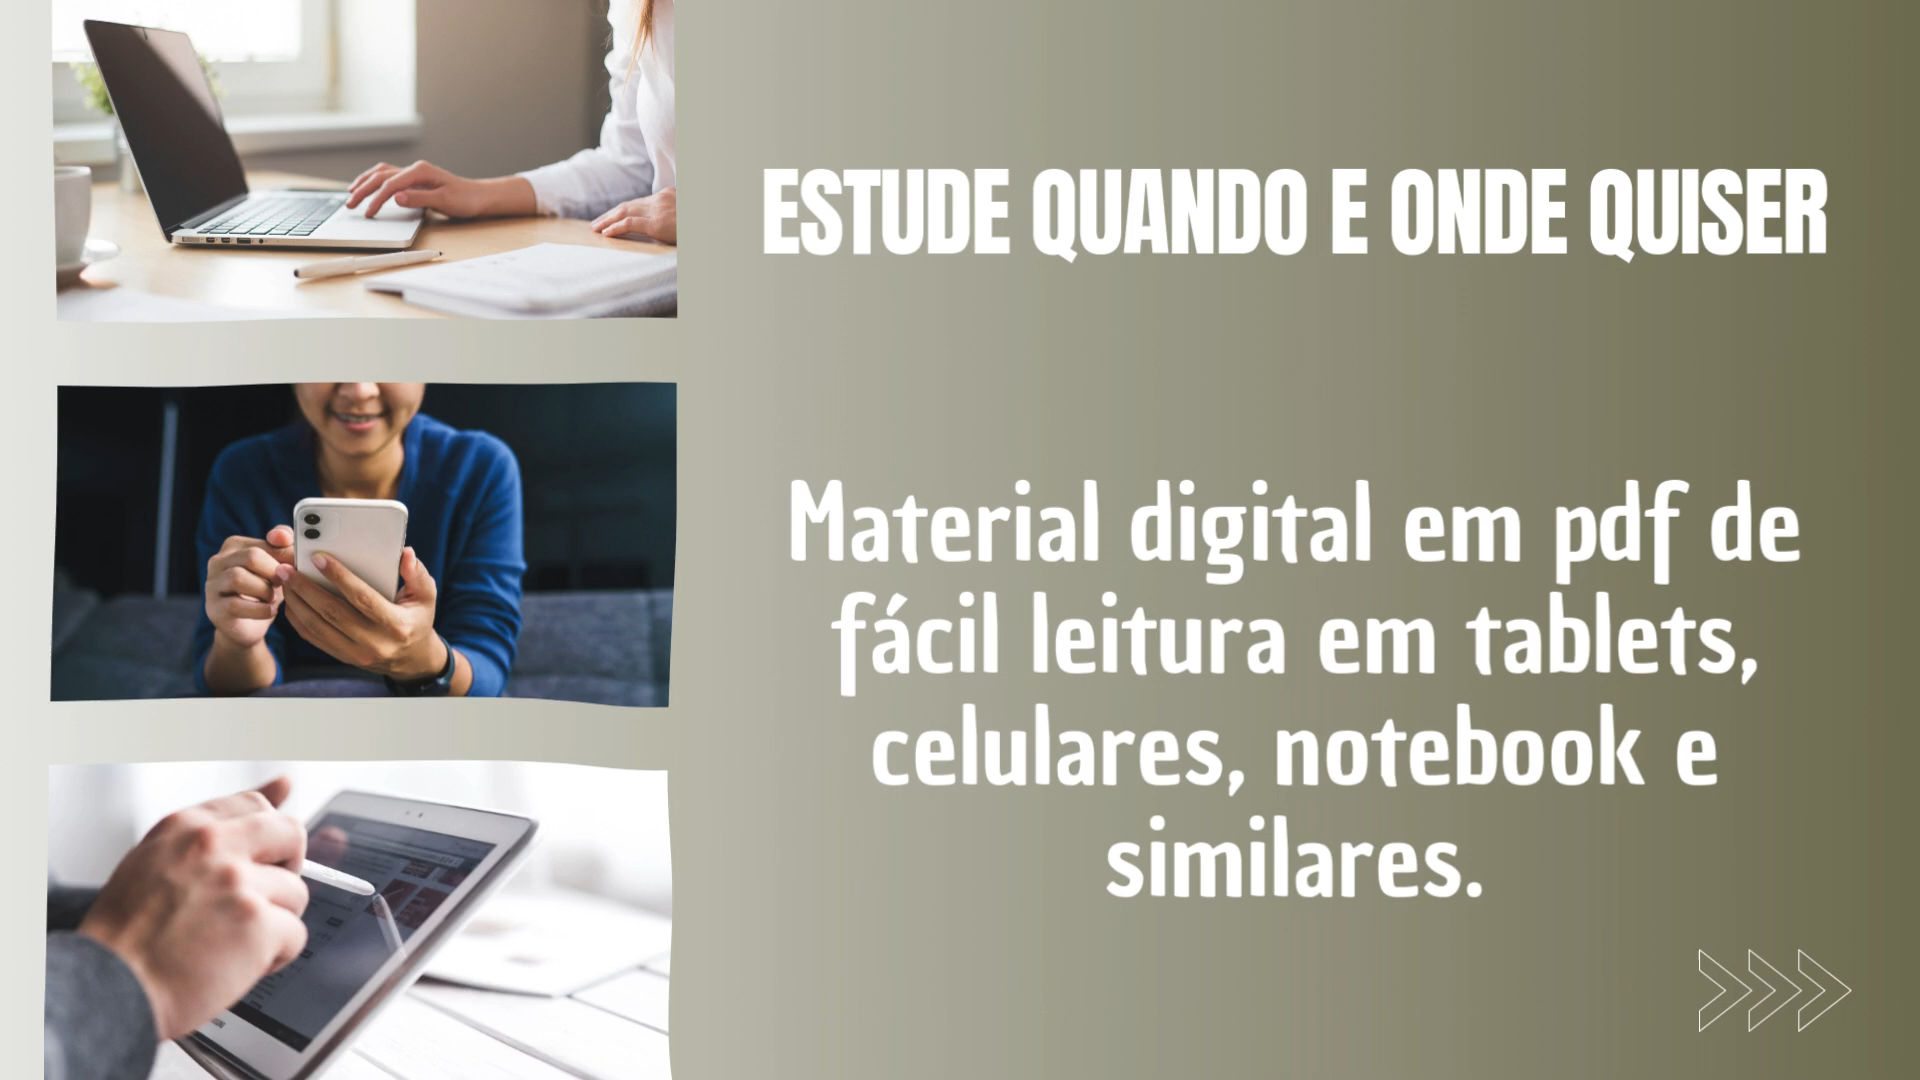 ESTUDE QUANDO E ONDE QUISER
Material digital em pdf de
fácil leitura em tablets,
celulares, notebook e
similares.